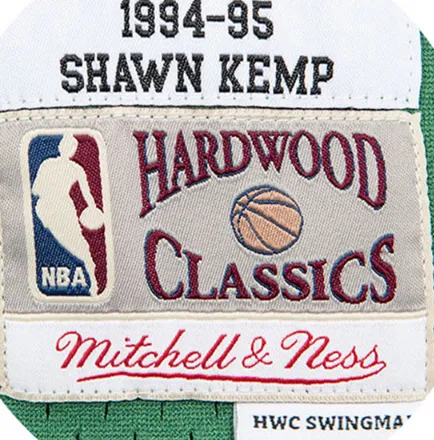 1994-95
SHAWN KEMP
HARDWOOD
NBA
CLASSICS
Mitchell & Ness
HWC SWINGMA